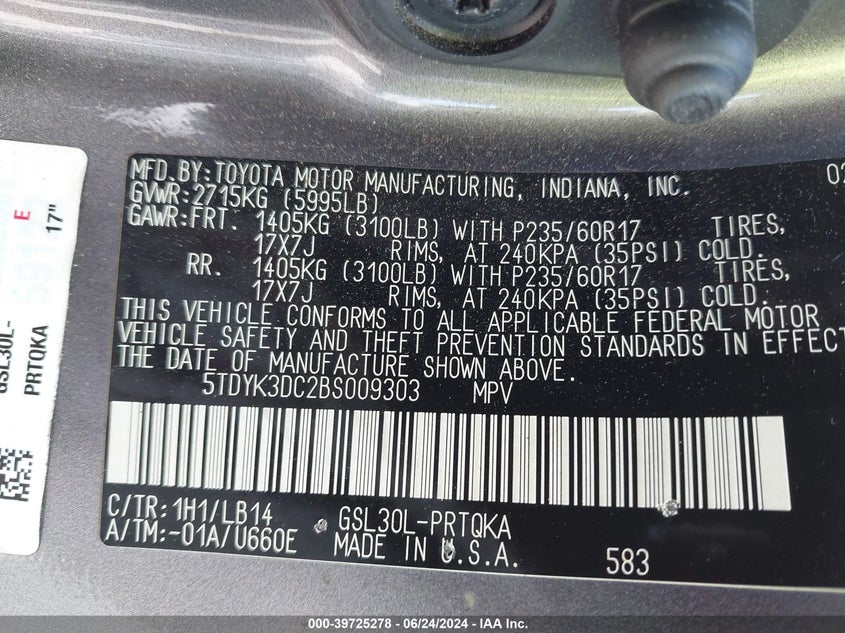 MFD.BY:TOYOTA MOTOR MANUFACTURING, INDIANA, INC. 02
GVWR:2715KG (5995LB)
GAWR:FRT. 1405KG (3100LB) WITH P235/60R17 TIRES,
17X7J RIMS, AT 240KPA (35PSI) COLD.
RR. 1405KG (3100LB) WITH P235/60R17 TIRES,
17X7J RIMS, AT 240KPA (35PSI) COLD.
THIS VEHICLE CONFORMS TO ALL APPLICABLE FEDERAL MOTOR
VEHICLE SAFETY AND THEFT PREVENTION STANDARDS IN EFFECT
THE DATE OF MANUFACTURE SHOWN ABOVE.
5TDYK3DC2BS009303 MPV
C/TR:1H1/LB14 GSL30L-PRTQKA
A/TM:-01A/U660E MADE IN U.S.A. 583
E
17"
GSL30L-
PRTQKA
000-39725278 - 06/24/2024 - IAA Inc.